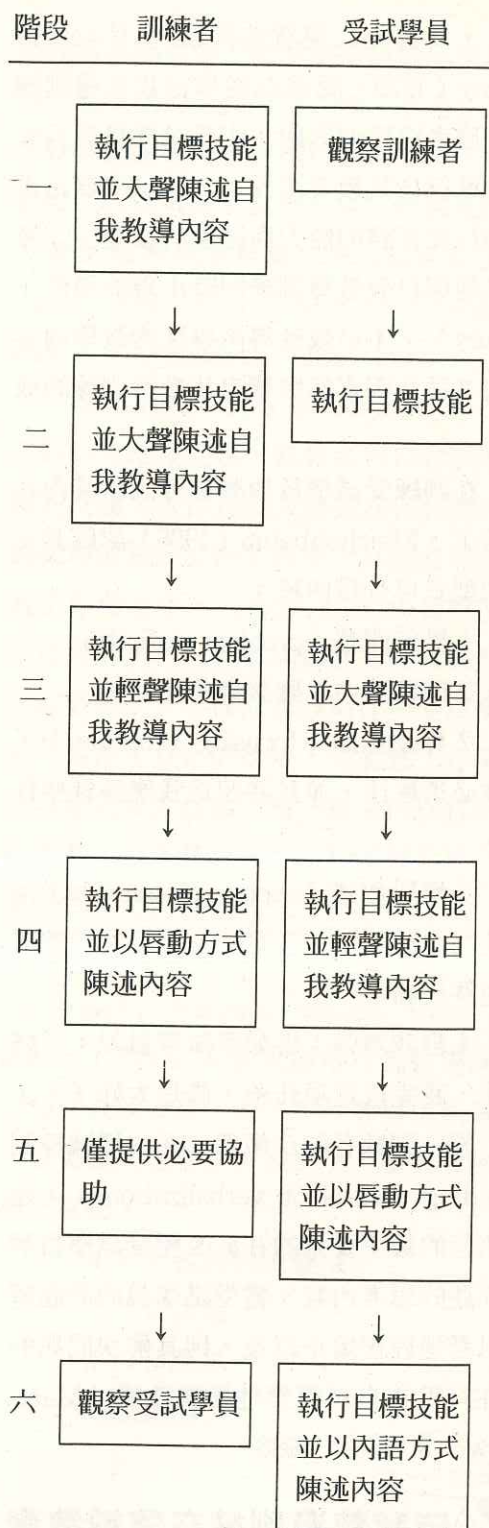 階段 訓練者 受試學員
一
執行目標技能
並大聲陳述自
我教導內容
觀察訓練者
↓ ↓
二
執行目標技能
並大聲陳述自
我教導內容
執行目標技能
↓ ↓
三
執行目標技能
並輕聲陳述自
我教導內容
執行目標技能
並大聲陳述自
我教導內容
↓ ↓
四
執行目標技能
並以唇動方式
陳述內容
執行目標技能
並輕聲陳述自
我教導內容
↓ ↓
五
僅提供必要協
助
執行目標技能
並以唇動方式
陳述內容
↓ ↓
六
觀察受試學員
執行目標技能
並以內語方式
陳述內容